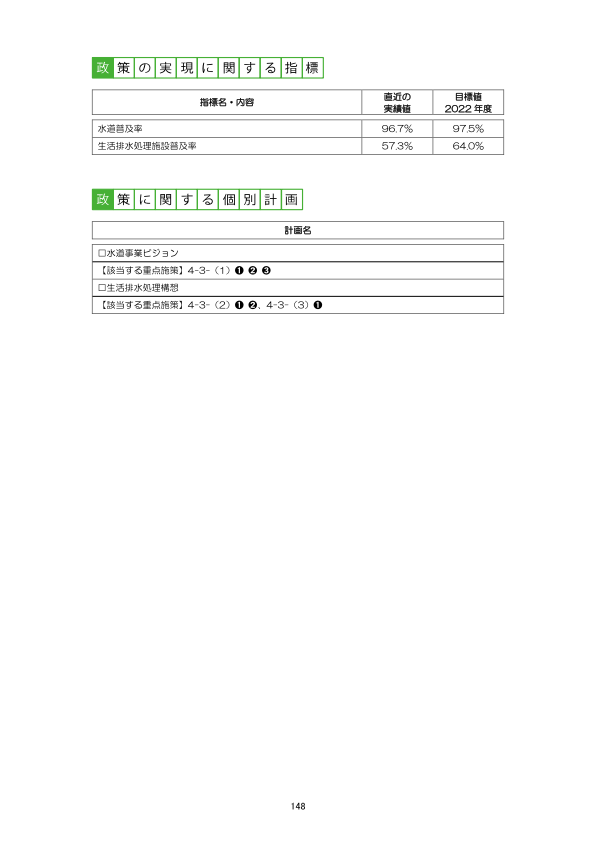 政策の実現に関する指標
指標名・内容 直近の実績値 目標値2022年度
水道普及率 96.7% 97.5%
生活排水処理施設普及率 57.3% 64.0%
政策に関する個別計画
計画名
□水道事業ビジョン
【該当する重点施策】4-3-（1）❶ ❷ ❸
□生活排水処理構想
【該当する重点施策】4-3-（2）❶ ❷、4-3-（3）❶
148